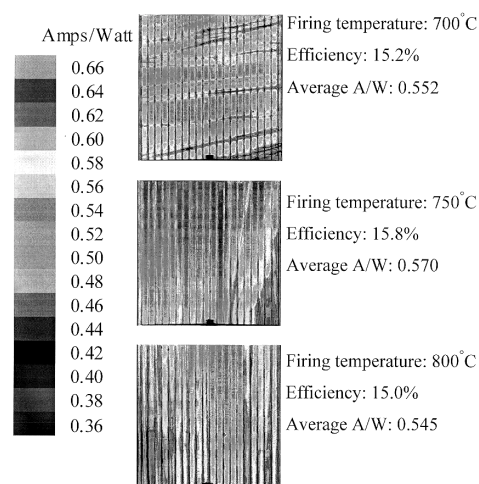 Amps/Watt
0.66
0.64
0.62
0.60
0.58
0.56
0.54
0.52
0.50
0.48
0.46
0.44
0.42
0.40
0.38
0.36
Firing temperature: 700°C
Efficiency: 15.2%
Average A/W: 0.552
Firing temperature: 750°C
Efficiency: 15.8%
Average A/W: 0.570
Firing temperature: 800°C
Efficiency: 15.0%
Average A/W: 0.545